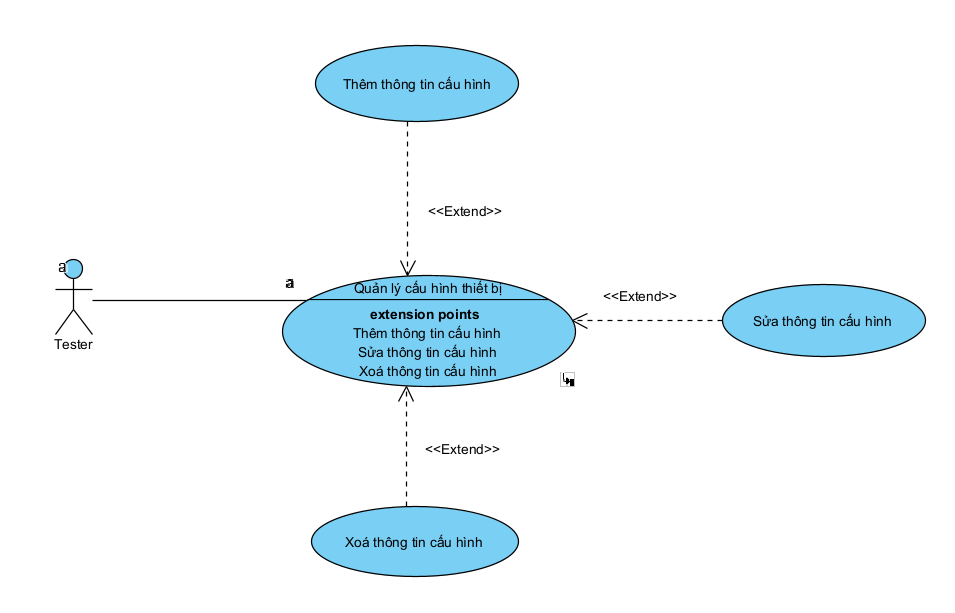 Thêm thông tin cấu hình
<<Extend>>
a
Tester
a
Quản lý cấu hình thiết bị
extension points
Thêm thông tin cấu hình
Sửa thông tin cấu hình
Xoá thông tin cấu hình
<<Extend>>
Sửa thông tin cấu hình
<<Extend>>
Xoá thông tin cấu hình